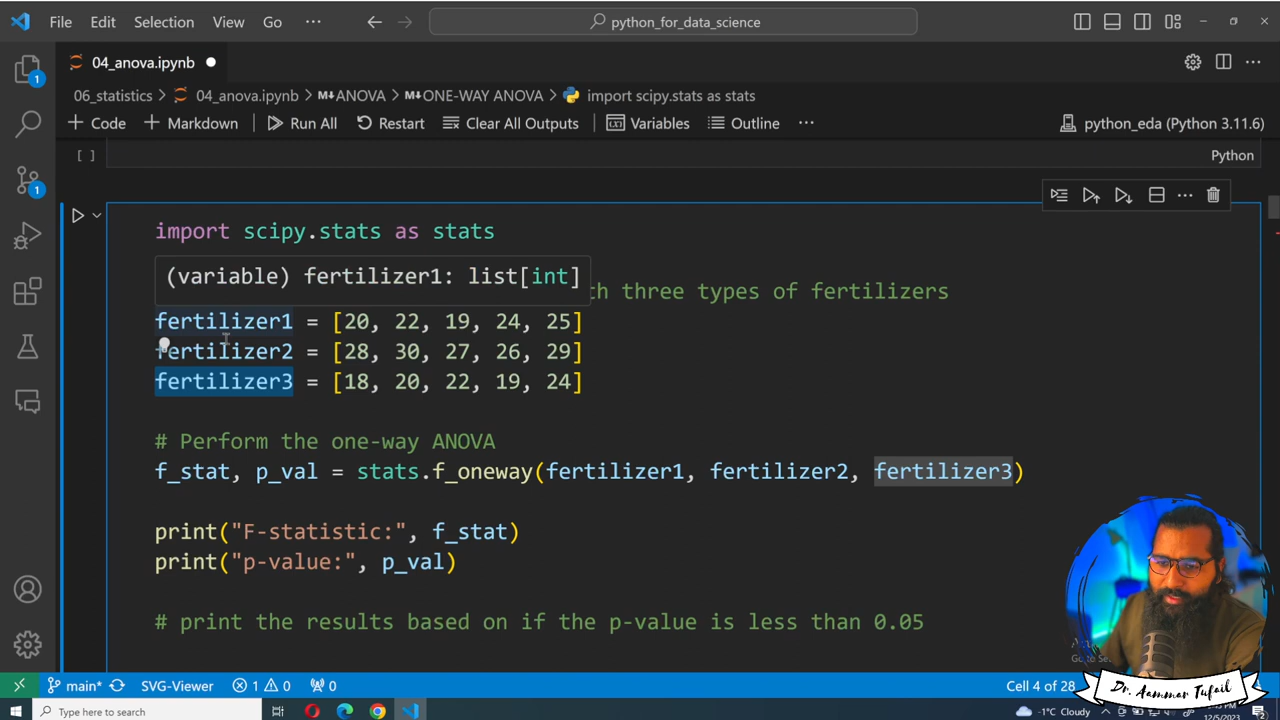 File Edit Selection View Go ··· python_for_data_science
04_anova.ipynb
06_statistics > 04_anova.ipynb > M↓ANOVA > M↓ONE-WAY ANOVA > import scipy.stats as stats
+ Code + Markdown Run All Restart Clear All Outputs Variables Outline ··· python_eda (Python 3.11.6)
[ ] Python
import scipy.stats as stats
(variable) fertilizer1: list[int]
th three types of fertilizers
fertilizer1 = [20, 22, 19, 24, 25]
fertilizer2 = [28, 30, 27, 26, 29]
fertilizer3 = [18, 20, 22, 19, 24]
# Perform the one-way ANOVA
f_stat, p_val = stats.f_oneway(fertilizer1, fertilizer2, fertilizer3)
print("F-statistic:", f_stat)
print("p-value:", p_val)
# print the results based on if the p-value is less than 0.05
main* SVG-Viewer 1 0 0 Cell 4 of 28
Dr. Aammar Tufail
Type here to search -1°C Cloudy 12/5/2023
1
1